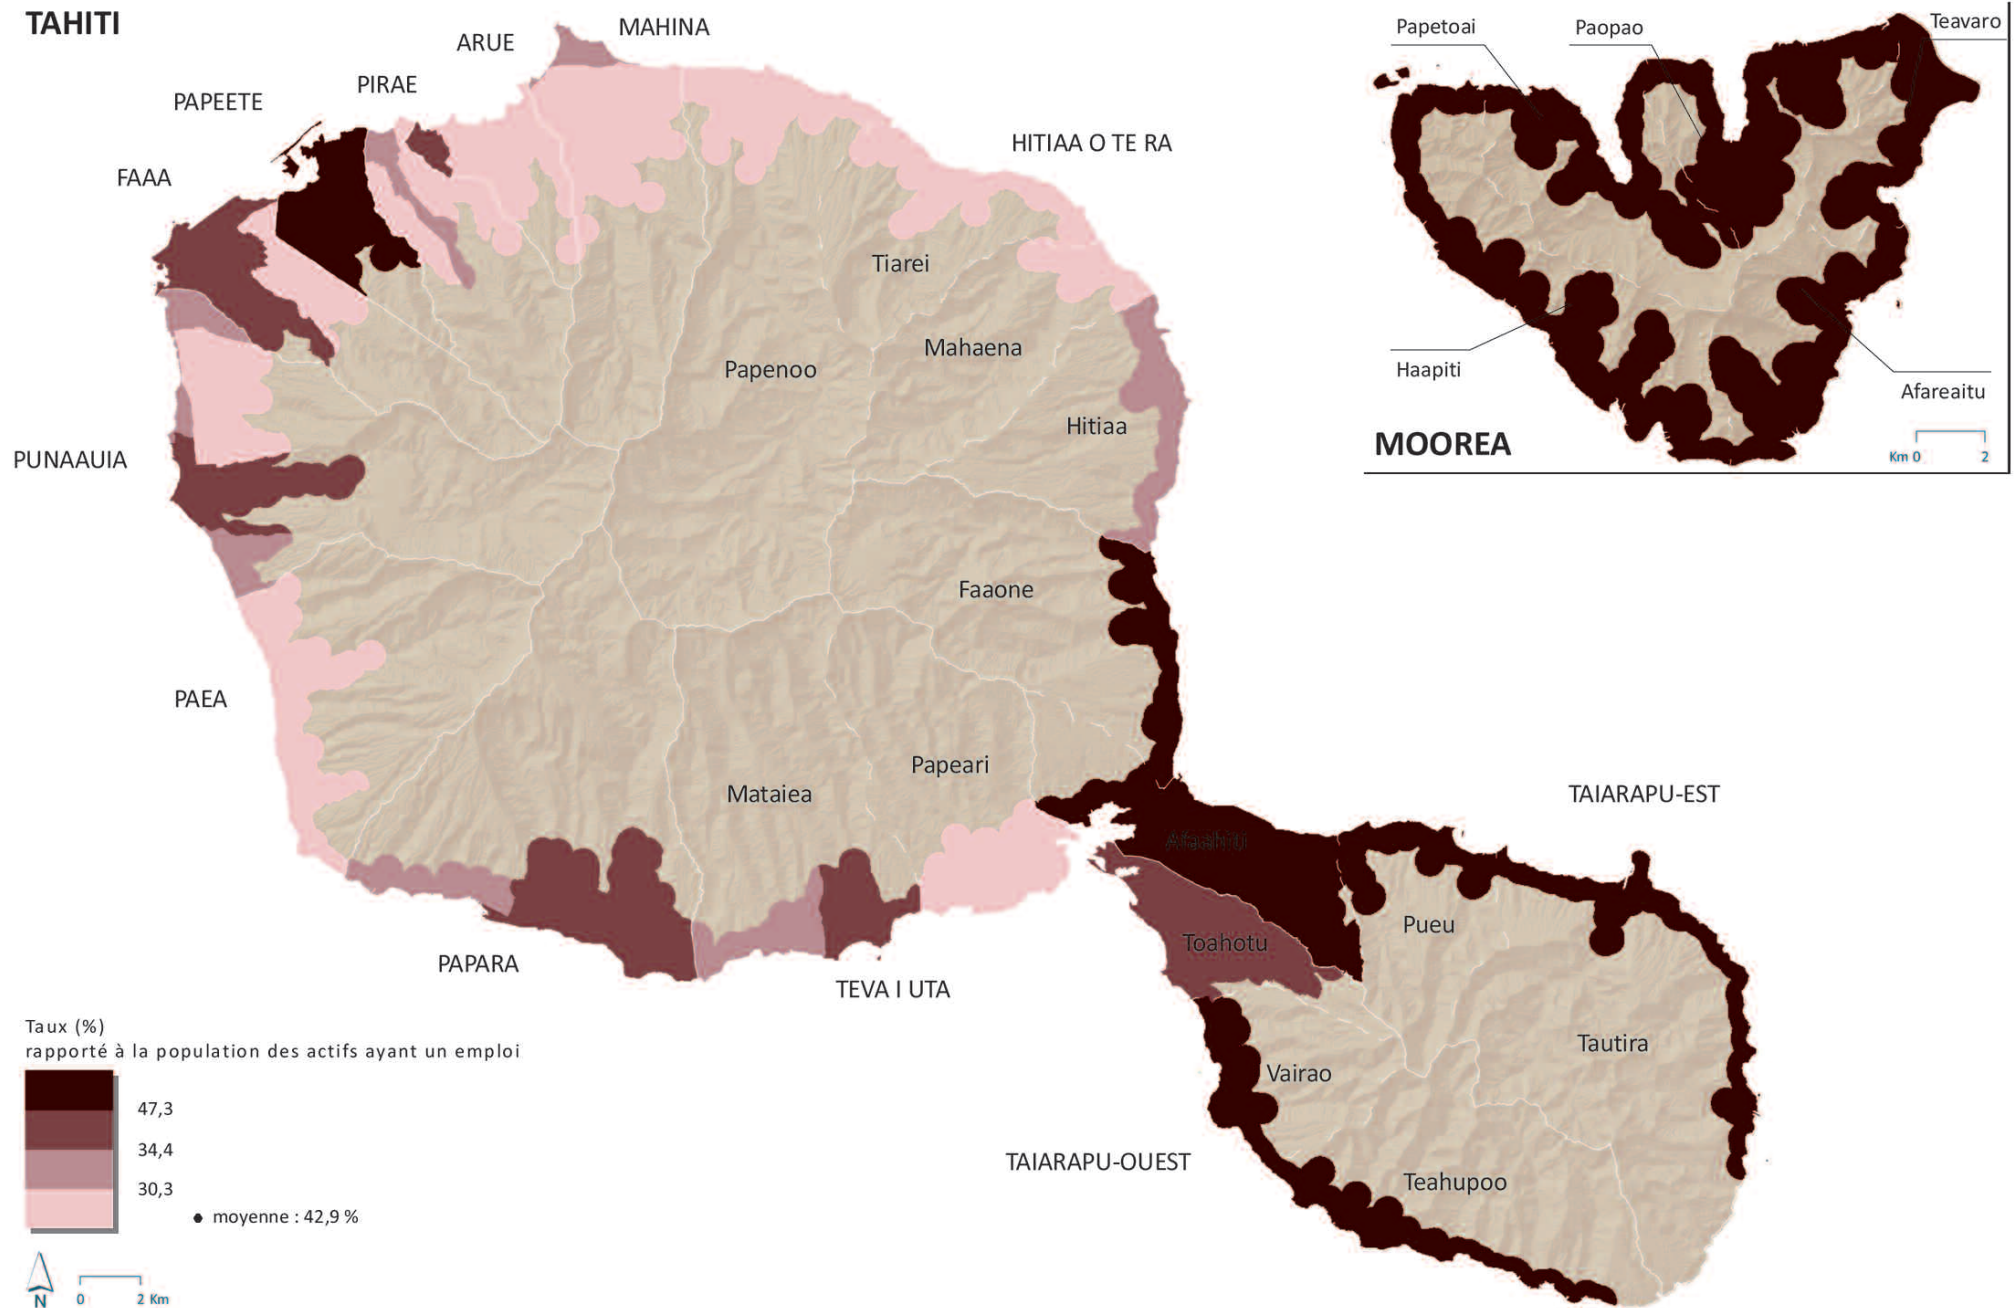 TAHITI
MAHINA
ARUE
PIRAE
PAPEETE
FAAA
HITIAA O TE RA
Tiarei
Mahaena
Papenoo
Hitiaa
PUNAAUIA
Faaone
PAEA
Papeari
Mataiea
PAPARA
TEVA I UTA
Papetoai
Paopao
Teavaro
Haapiti
Afareaitu
MOOREA
Km 0 2
TAIARAPU-EST
Afaahiti
Pueu
Toahotu
Tautira
Vairao
TAIARAPU-OUEST
Teahupoo
Taux (%)
rapporté à la population des actifs ayant un emploi
47,3
34,4
30,3
moyenne : 42,9 %
N
0 2 Km